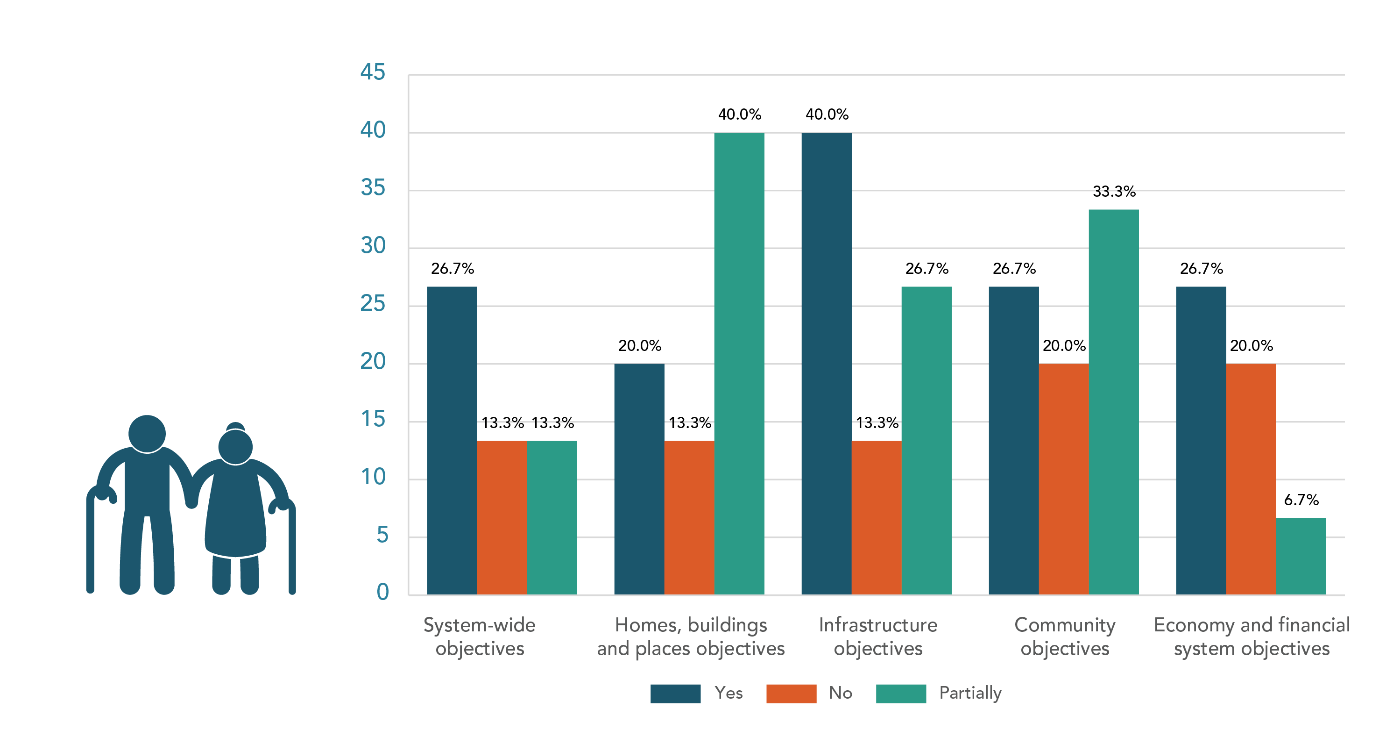 45
40
35
30
25
20
15
10
5
0
26.7%
13.3%
13.3%
20.0%
13.3%
40.0%
40.0%
13.3%
26.7%
26.7%
20.0%
33.3%
26.7%
20.0%
6.7%
System-wide
objectives
Homes, buildings
and places objectives
Infrastructure
objectives
Community
objectives
Economy and financial
system objectives
Yes
No
Partially